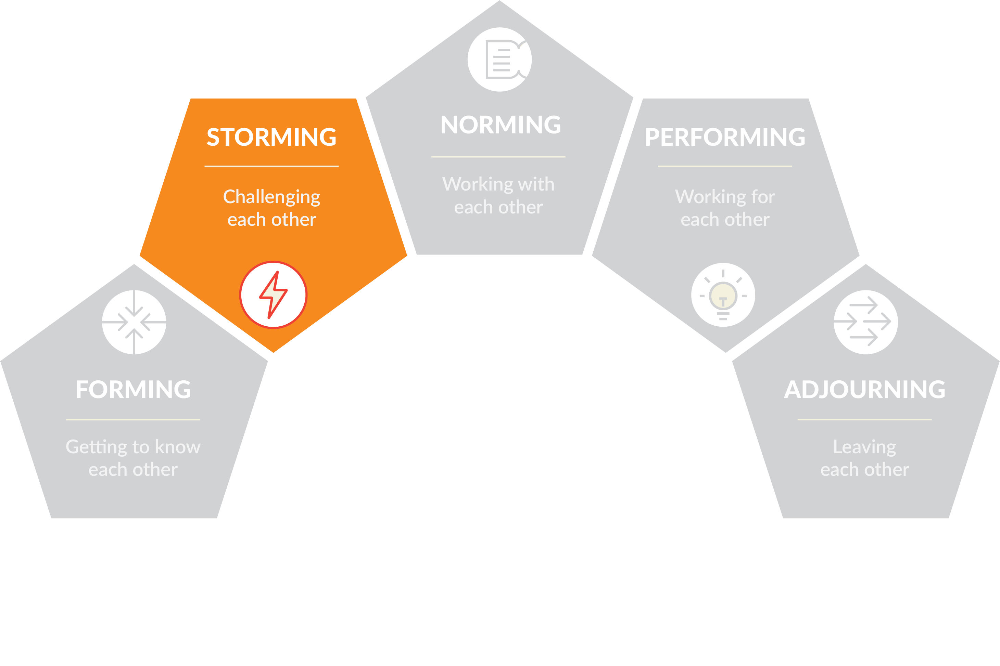 FORMING
Getting to know
each other
STORMING
Challenging
each other
NORMING
Working with
each other
PERFORMING
Working for
each other
ADJOURNING
Leaving
each other